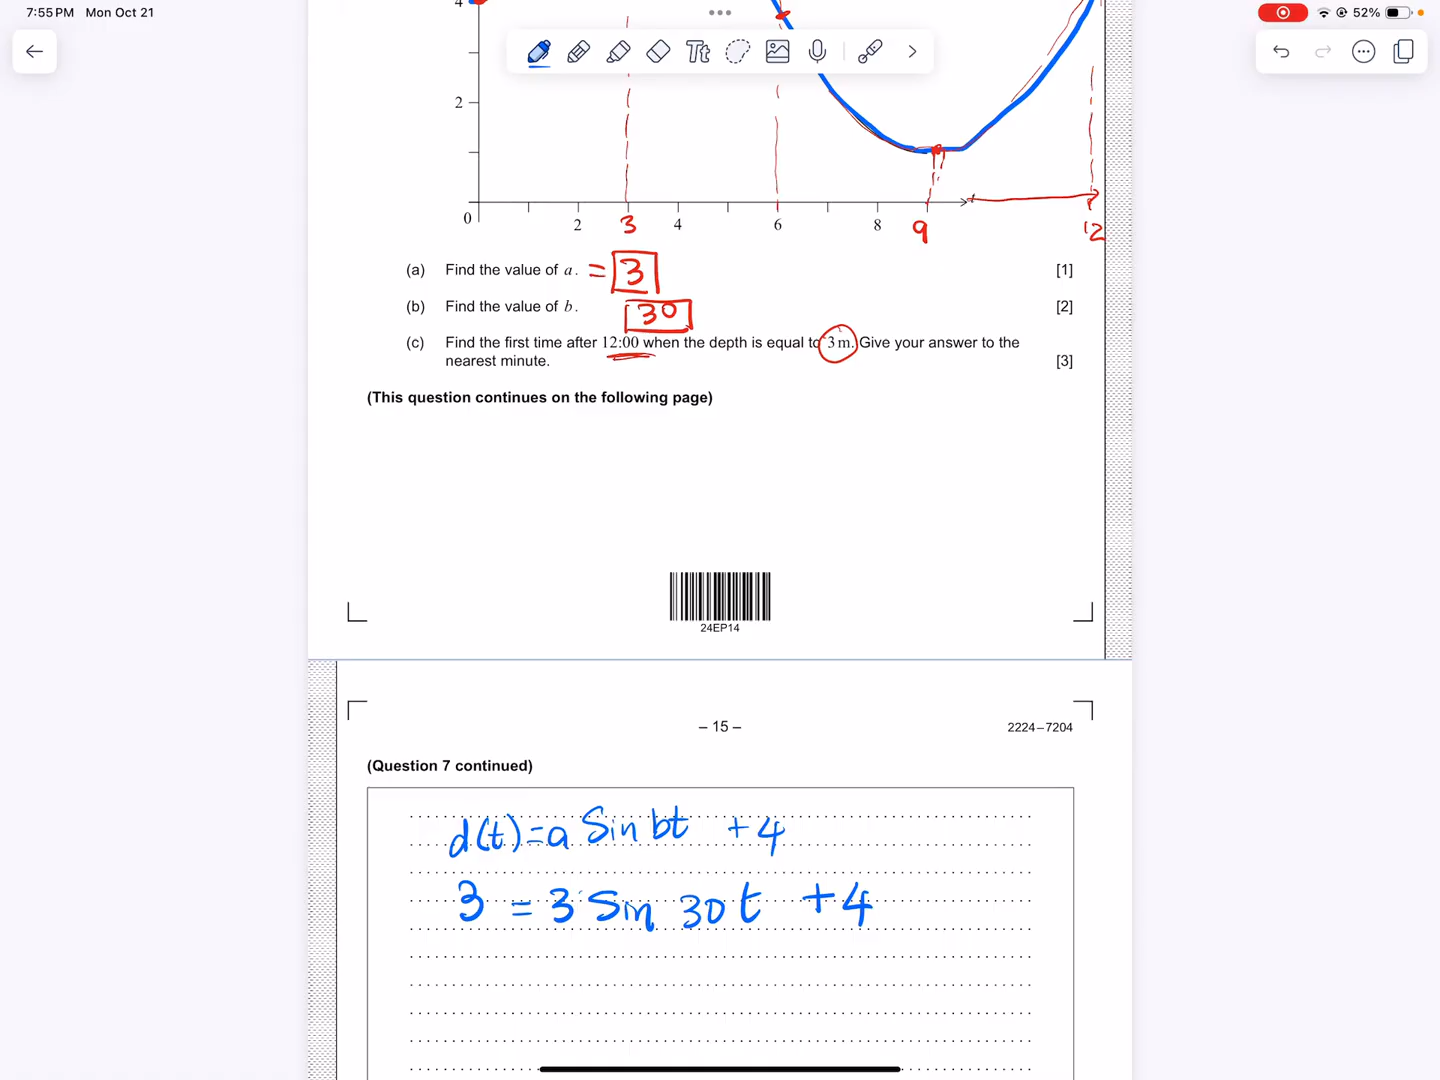 7:55 PM Mon Oct 21
52%
Tt
4
2
0 2 3 4 6 8 9 t 12
(a) Find the value of a. = 3 [1]
(b) Find the value of b. 30 [2]
(c) Find the first time after 12:00 when the depth is equal to 3 m. Give your answer to the
nearest minute. [3]
(This question continues on the following page)
24EP14
– 15 –
2224–7204
(Question 7 continued)
d(t)=a Sin bt +4
3 = 3 Sin 30t +4